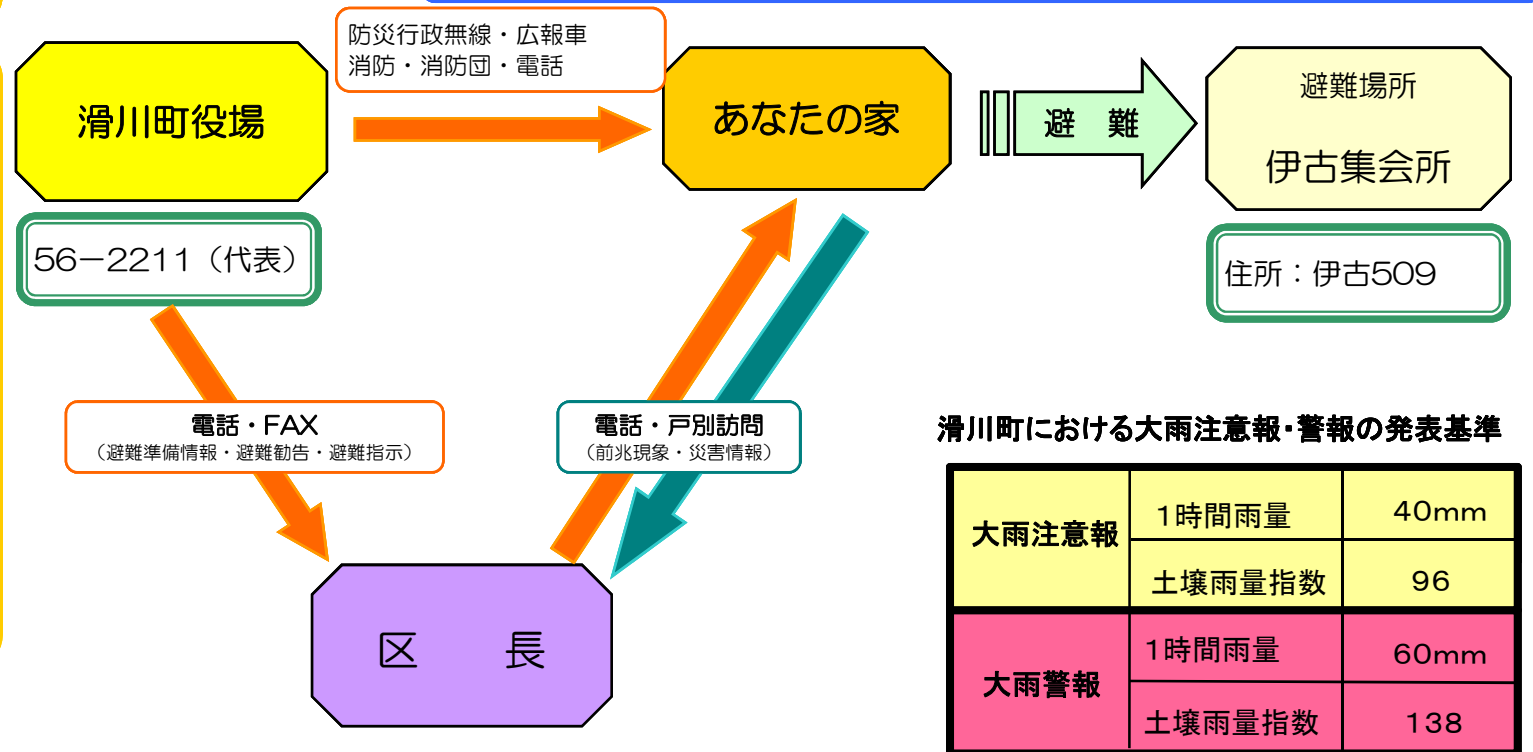 防災行政無線・広報車
消防・消防団・電話
滑川町役場
あなたの家
避　難
避難場所
伊古集会所
56－2211（代表）
住所：伊古509
電話・FAX
（避難準備情報・避難勧告・避難指示）
電話・戸別訪問
（前兆現象・災害情報）
区　長
滑川町における大雨注意報・警報の発表基準
大雨注意報
1時間雨量
40mm
土壌雨量指数
96
大雨警報
1時間雨量
60mm
土壌雨量指数
138